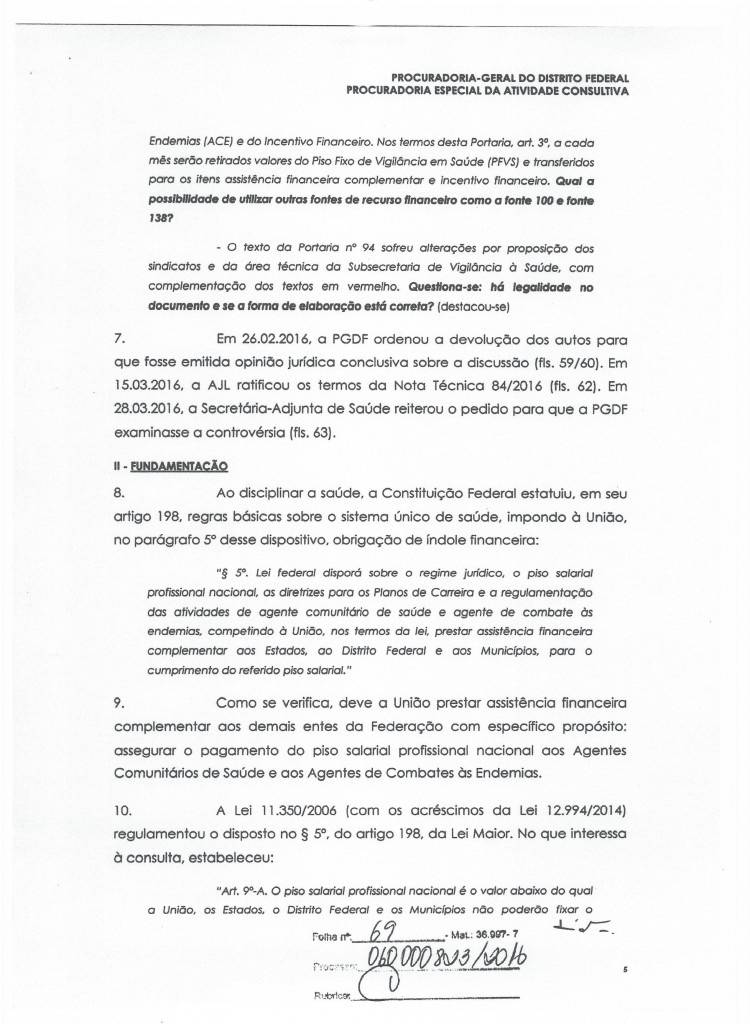 PROCURADORIA-GERAL DO DISTRITO FEDERAL
PROCURADORIA ESPECIAL DA ATIVIDADE CONSULTIVA
Endemias (ACE) e do Incentivo Financeiro. Nos termos desta Portaria, art. 3º, a cada
mês serão retirados valores do Piso Fixo de Vigilância em Saúde (PFVS) e transferidos
para os itens assistência financeira complementar e incentivo financeiro. Qual a
possibilidade de utilizar outras fontes de recurso financeiro como a fonte 100 e fonte
138?
- O texto da Portaria nº 94 sofreu alterações por proposição dos
sindicatos e da área técnica da Subsecretaria de Vigilância à Saúde, com
complementação dos textos em vermelho. Questiona-se: há legalidade no
documento e se a forma de elaboração está correta? (destacou-se)
7. Em 26.02.2016, a PGDF ordenou a devolução dos autos para
que fosse emitida opinião jurídica conclusiva sobre a discussão (fls. 59/60). Em
15.03.2016, a AJL ratificou os termos da Nota Técnica 84/2016 (fls. 62). Em
28.03.2016, a Secretária-Adjunta de Saúde reiterou o pedido para que a PGDF
examinasse a controvérsia (fls. 63).
II - FUNDAMENTAÇÃO
8. Ao disciplinar a saúde, a Constituição Federal estatuiu, em seu
artigo 198, regras básicas sobre o sistema único de saúde, impondo à União,
no parágrafo 5º desse dispositivo, obrigação de índole financeira:
"§ 5º. Lei federal disporá sobre o regime jurídico, o piso salarial
profissional nacional, as diretrizes para os Planos de Carreira e a regulamentação
das atividades de agente comunitário de saúde e agente de combate às
endemias, competindo à União, nos termos da lei, prestar assistência financeira
complementar aos Estados, ao Distrito Federal e aos Municípios, para o
cumprimento do referido piso salarial."
9. Como se verifica, deve a União prestar assistência financeira
complementar aos demais entes da Federação com específico propósito:
assegurar o pagamento do piso salarial profissional nacional aos Agentes
Comunitários de Saúde e aos Agentes de Combates às Endemias.
10. A Lei 11.350/2006 (com os acréscimos da Lei 12.994/2014)
regulamentou o disposto no § 5º, do artigo 198, da Lei Maior. No que interessa
à consulta, estabeleceu:
"Art. 9º-A. O piso salarial profissional nacional é o valor abaixo do qual
a União, os Estados, o Distrito Federal e os Municípios não poderão fixar o
Folha nº: 69 - Mat.: 36.997-7
Processo:
5
Rubrica: